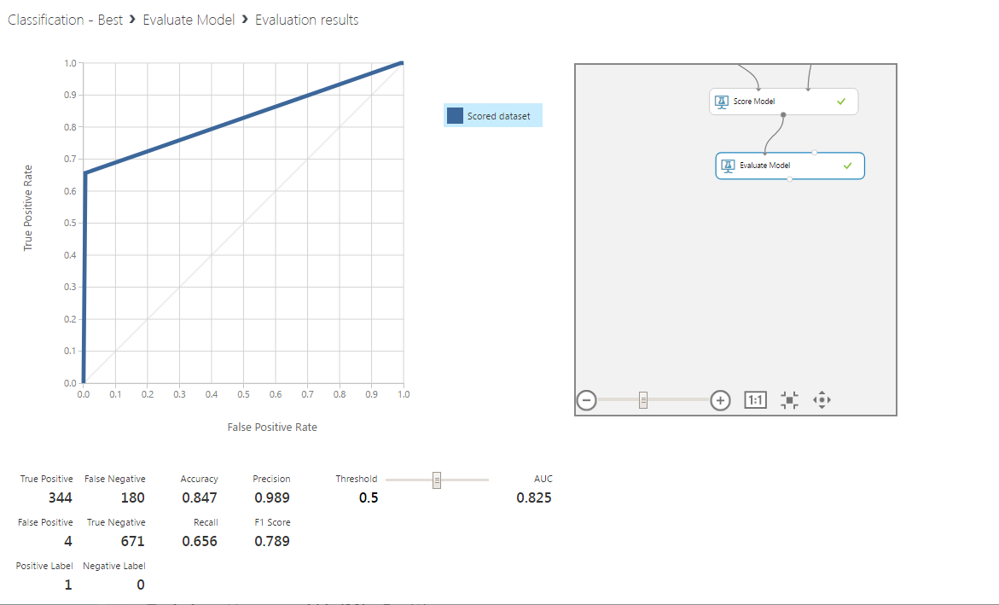 Classification - Best > Evaluate Model > Evaluation results
1.0
0.9
0.8
0.7
0.6
0.5
0.4
0.3
0.2
0.1
0.0
True Positive Rate
0.0 0.1 0.2 0.3 0.4 0.5 0.6 0.7 0.8 0.9 1.0
False Positive Rate
Scored dataset
Score Model
Evaluate Model
1:1
True Positive False Negative Accuracy Precision Threshold AUC
344 180 0.847 0.989 0.5 0.825
False Positive True Negative Recall F1 Score
4 671 0.656 0.789
Positive Label Negative Label
1 0